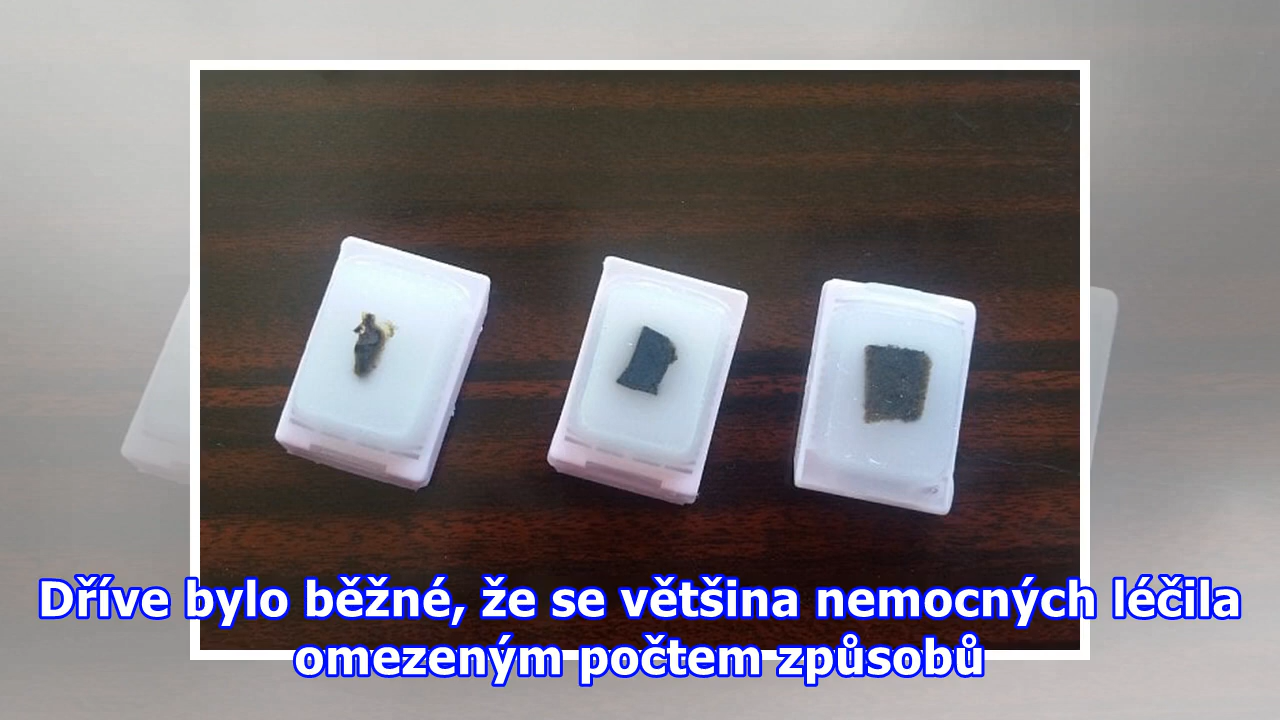 Dříve bylo běžné, že se většina nemocných léčila
omezeným počtem způsobů